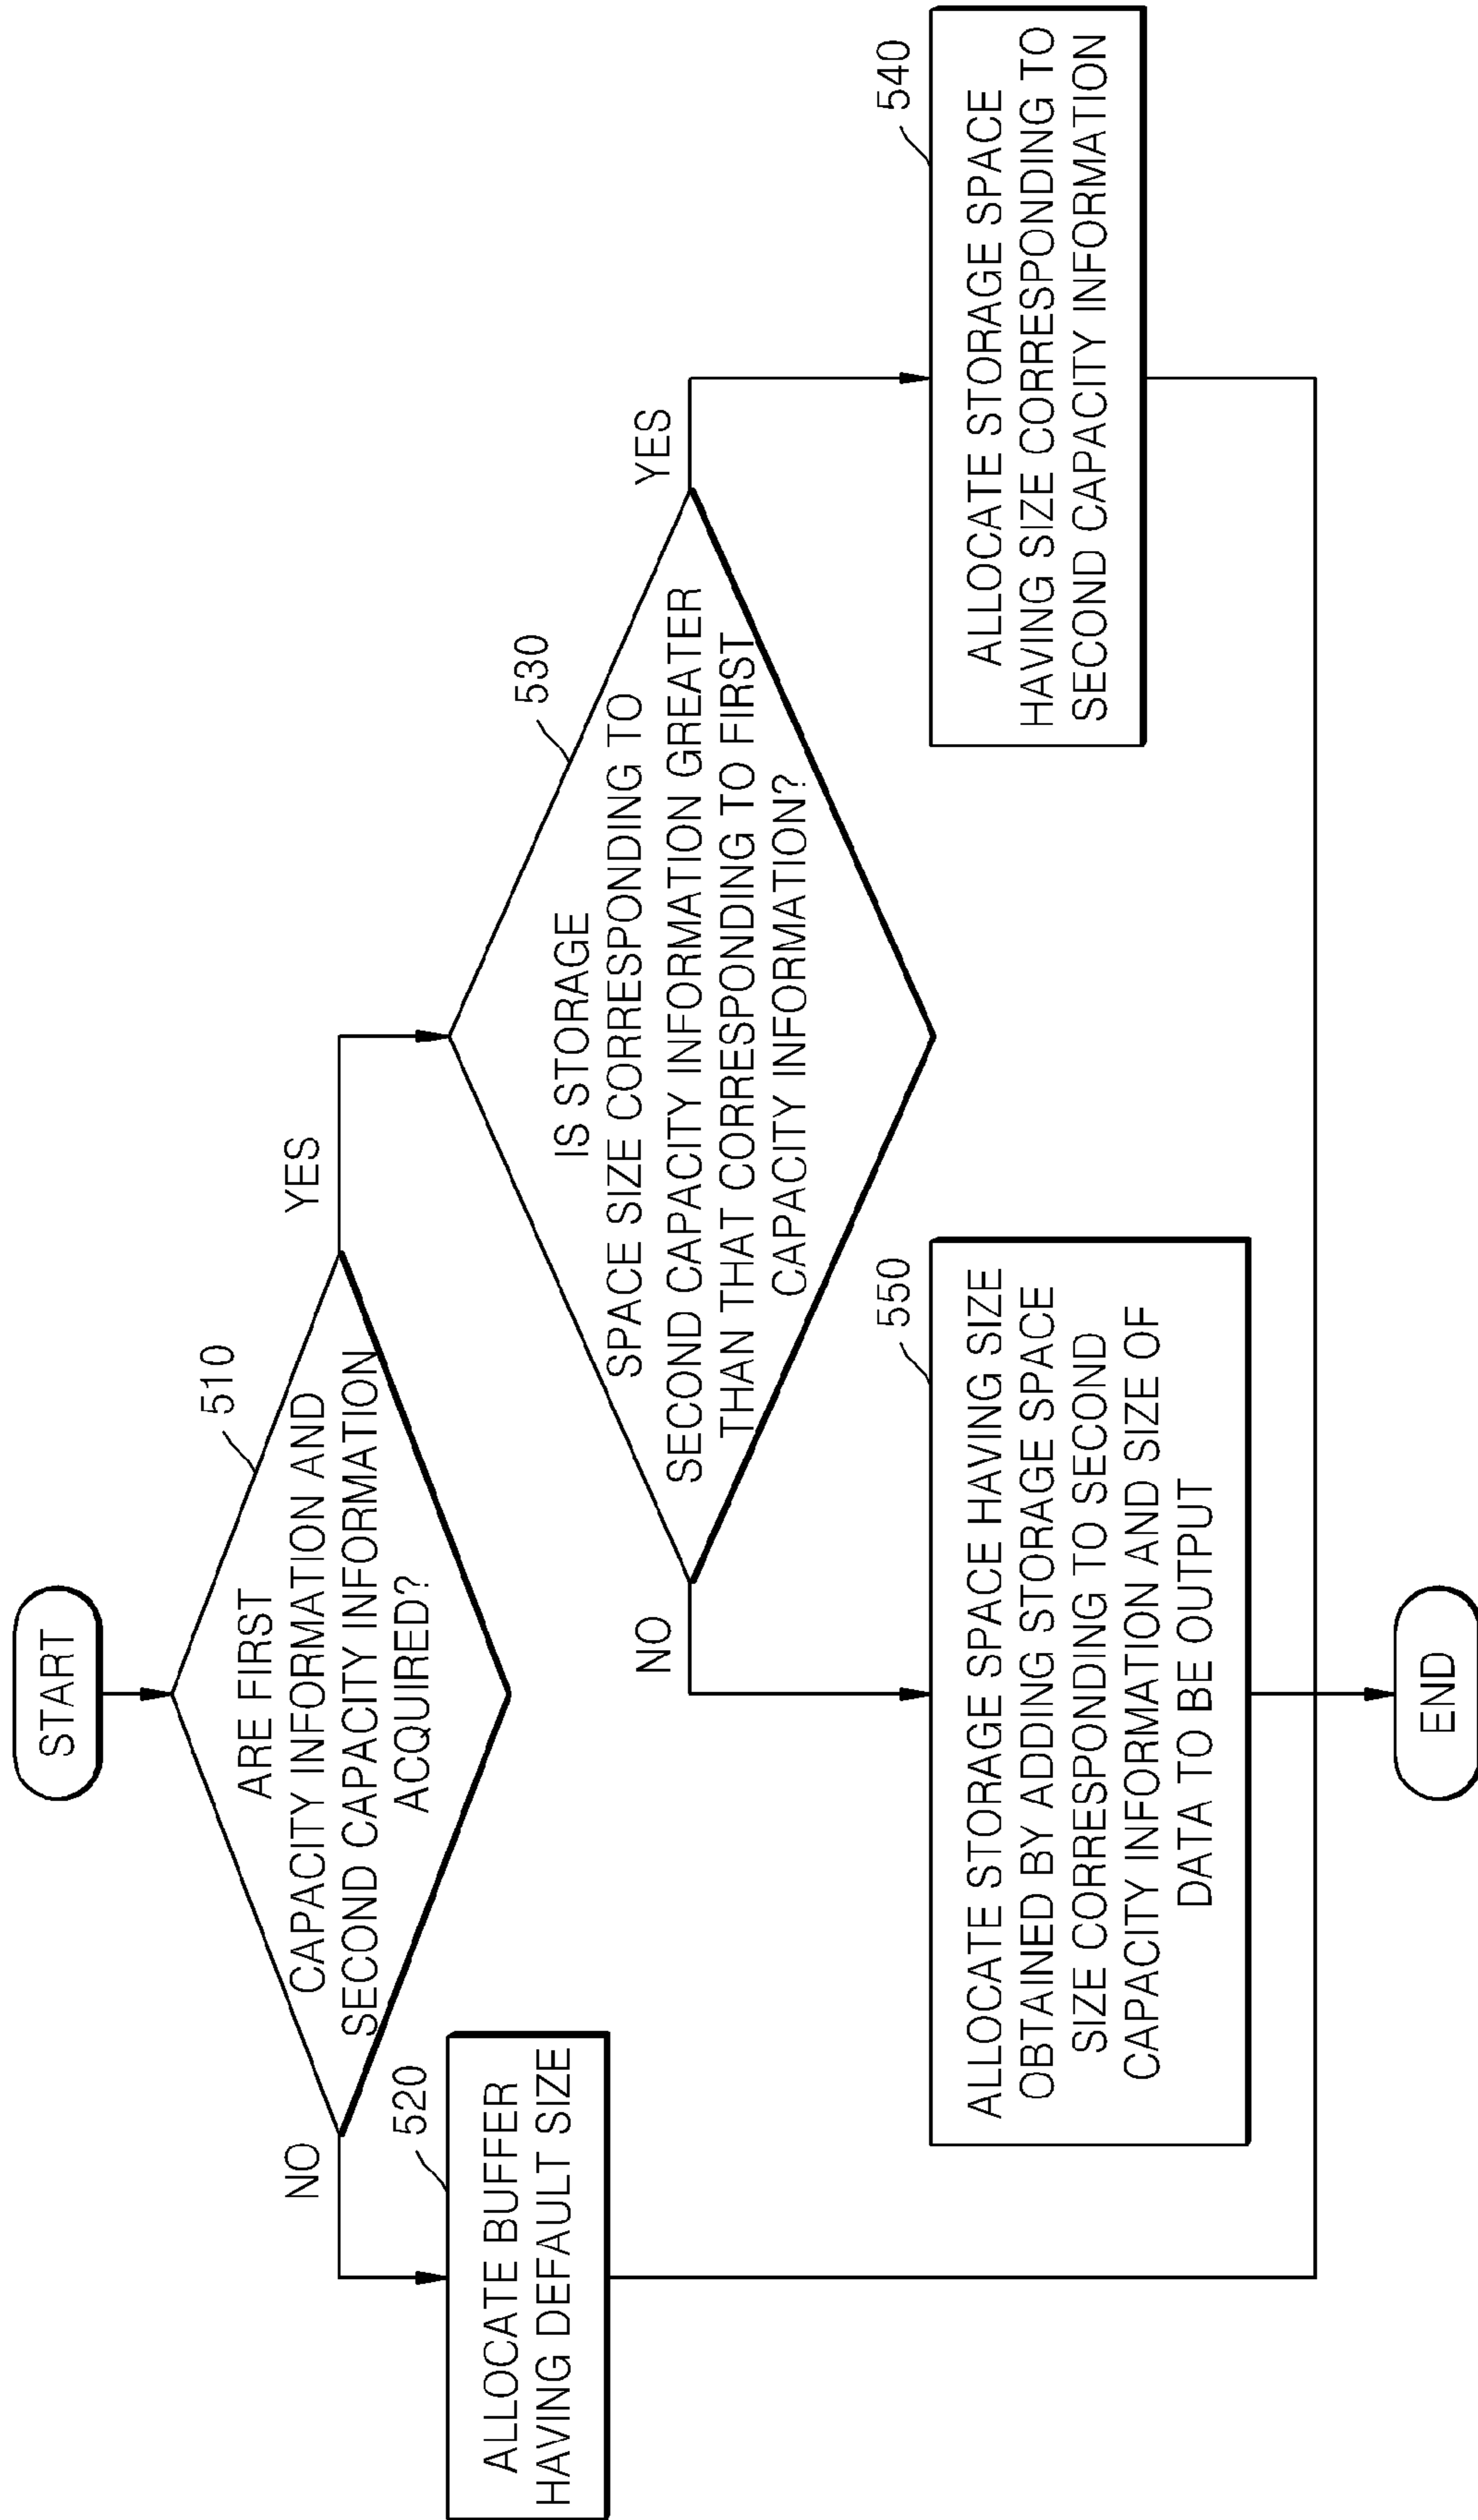 START
510
ARE FIRST
CAPACITY INFORMATION AND
SECOND CAPACITY INFORMATION
ACQUIRED?
NO
YES
520
ALLOCATE BUFFER
HAVING DEFAULT SIZE
530
IS STORAGE
SPACE SIZE CORRESPONDING TO
SECOND CAPACITY INFORMATION GREATER
THAN THAT CORRESPONDING TO FIRST
CAPACITY INFORMATION?
NO
YES
550
ALLOCATE STORAGE SPACE HAVING SIZE
OBTAINED BY ADDING STORAGE SPACE
SIZE CORRESPONDING TO SECOND
CAPACITY INFORMATION AND SIZE OF
DATA TO BE OUTPUT
540
ALLOCATE STORAGE SPACE
HAVING SIZE CORRESPONDING TO
SECOND CAPACITY INFORMATION
END